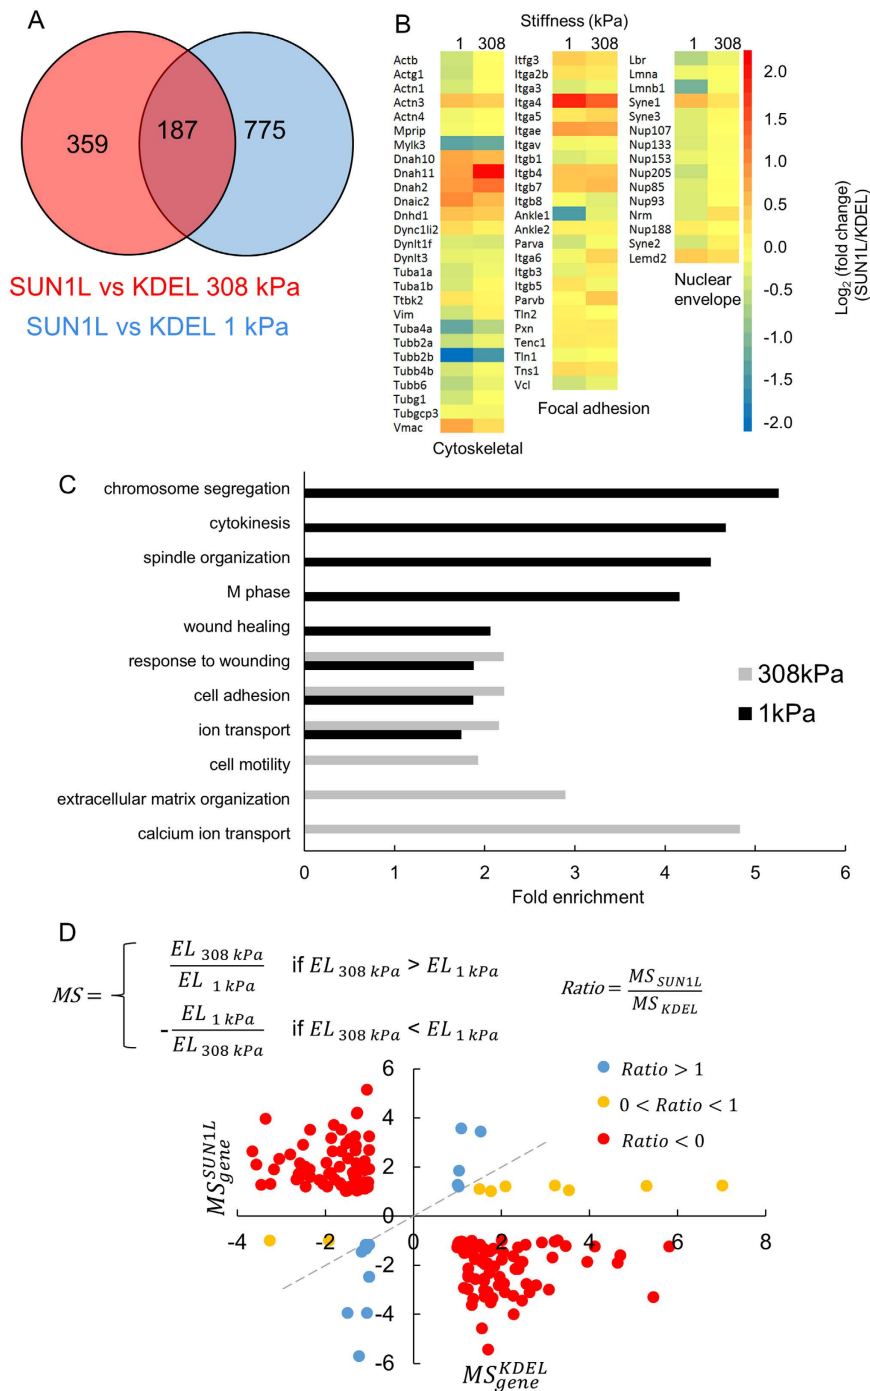 A
359
187
775
SUN1L vs KDEL 308 kPa
SUN1L vs KDEL 1 kPa
B
Stiffness (kPa)
1 308
Actb
Actg1
Actn1
Actn3
Actn4
Mprip
Mylk3
Dnah10
Dnah11
Dnah2
Dnaic2
Dnhd1
Dync1li2
Dynlt1f
Dynlt3
Tuba1a
Tuba1b
Ttbk2
Vim
Tuba4a
Tubb2a
Tubb2b
Tubb4b
Tubb6
Tubg1
Tubgcp3
Vmac
Cytoskeletal
1 308
Itfg3
Itga2b
Itga3
Itga4
Itga5
Itgae
Itgav
Itgb1
Itgb4
Itgb7
Itgb8
Ankle1
Ankle2
Parva
Itga6
Itgb3
Itgb5
Parvb
Tln2
Pxn
Tenc1
Tln1
Tns1
Vcl
Focal adhesion
1 308
Lbr
Lmna
Lmnb1
Syne1
Syne3
Nup107
Nup133
Nup153
Nup205
Nup85
Nup93
Nrm
Nup188
Syne2
Lemd2
Nuclear
envelope
2.0
1.5
1.0
0.5
0.0
-0.5
-1.0
-1.5
-2.0
Log2 (fold change)
(SUN1L/KDEL)
C
chromosome segregation
cytokinesis
spindle organization
M phase
wound healing
response to wounding
cell adhesion
ion transport
cell motility
extracellular matrix organization
calcium ion transport
308kPa
1kPa
0 1 2 3 4 5 6
Fold enrichment
D
MS = { EL 308 kPa / EL 1 kPa if EL 308 kPa > EL 1 kPa
- EL 1 kPa / EL 308 kPa if EL 308 kPa < EL 1 kPa
Ratio = MS SUN1L / MS KDEL
Ratio > 1
0 < Ratio < 1
Ratio < 0
6
4
2
0
-2
-4
-6
-4 -2 0 2 4 6 8
MS SUN1L gene
MS KDEL gene